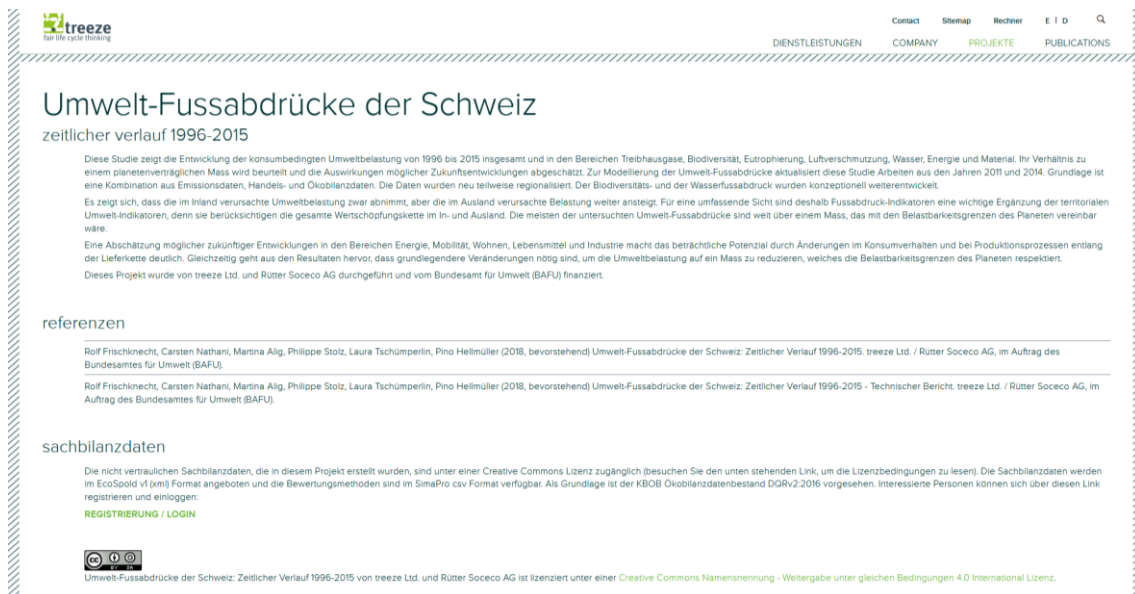 treeze
fair life cycle thinking
Contact Sitemap Rechner E | D
DIENSTLEISTUNGEN COMPANY PROJEKTE PUBLICATIONS
Umwelt-Fussabdrücke der Schweiz
zeitlicher verlauf 1996-2015
Diese Studie zeigt die Entwicklung der konsumbedingten Umweltbelastung von 1996 bis 2015 insgesamt und in den Bereichen Treibhausgase, Biodiversität, Eutrophierung, Luftverschmutzung, Wasser, Energie und Material. Ihr Verhältnis zu
einem planetenverträglichen Mass wird beurteilt und die Auswirkungen möglicher Zukunftsentwicklungen abgeschätzt. Zur Modellierung der Umwelt-Fussabdrücke aktualisiert diese Studie Arbeiten aus den Jahren 2011 und 2014. Grundlage ist
eine Kombination aus Emissionsdaten, Handels- und Ökobilanzdaten. Die Daten wurden neu teilweise regionalisiert. Der Biodiversitäts- und der Wasserfussabdruck wurden konzeptionell weiterentwickelt.
Es zeigt sich, dass die im Inland verursachte Umweltbelastung zwar abnimmt, aber die im Ausland verursachte Belastung weiter ansteigt. Für eine umfassende Sicht sind deshalb Fussabdruck-Indikatoren eine wichtige Ergänzung der territorialen
Umwelt-Indikatoren, denn sie berücksichtigen die gesamte Wertschöpfungskette im In- und Ausland. Die meisten der untersuchten Umwelt-Fussabdrücke sind weit über einem Mass, das mit den Belastbarkeitsgrenzen des Planeten vereinbar
wäre.
Eine Abschätzung möglicher zukünftiger Entwicklungen in den Bereichen Energie, Mobilität, Wohnen, Lebensmittel und Industrie macht das beträchtliche Potenzial durch Änderungen im Konsumverhalten und bei Produktionsprozessen entlang
der Lieferkette deutlich. Gleichzeitig geht aus den Resultaten hervor, dass grundlegendere Veränderungen nötig sind, um die Umweltbelastung auf ein Mass zu reduzieren, welches die Belastbarkeitsgrenzen des Planeten respektiert.
Dieses Projekt wurde von treeze Ltd. und Rütter Soceco AG durchgeführt und vom Bundesamt für Umwelt (BAFU) finanziert.
referenzen
Rolf Frischknecht, Carsten Nathani, Martina Alig, Philippe Stolz, Laura Tschümperlin, Pino Hellmüller (2018, bevorstehend) Umwelt-Fussabdrücke der Schweiz: Zeitlicher Verlauf 1996-2015. treeze Ltd. / Rütter Soceco AG, im Auftrag des
Bundesamtes für Umwelt (BAFU).
Rolf Frischknecht, Carsten Nathani, Martina Alig, Philippe Stolz, Laura Tschümperlin, Pino Hellmüller (2018, bevorstehend) Umwelt-Fussabdrücke der Schweiz: Zeitlicher Verlauf 1996-2015 - Technischer Bericht. treeze Ltd. / Rütter Soceco AG, im
Auftrag des Bundesamtes für Umwelt (BAFU).
sachbilanzdaten
Die nicht vertraulichen Sachbilanzdaten, die in diesem Projekt erstellt wurden, sind unter einer Creative Commons Lizenz zugänglich (besuchen Sie den unten stehenden Link, um die Lizenzbedingungen zu lesen). Die Sachbilanzdaten werden
im EcoSpold v1 (xml) Format angeboten und die Bewertungsmethoden sind im SimaPro csv Format verfügbar. Als Grundlage ist der KBOB Ökobilanzdatenbestand DQRv2:2016 vorgesehen. Interessierte Personen können sich über diesen Link
registrieren und einloggen:
REGISTRIERUNG / LOGIN
cc BY SA
Umwelt-Fussabdrücke der Schweiz: Zeitlicher Verlauf 1996-2015 von treeze Ltd. und Rütter Soceco AG ist lizenziert unter einer Creative Commons Namensnennung - Weitergabe unter gleichen Bedingungen 4.0 International Lizenz.